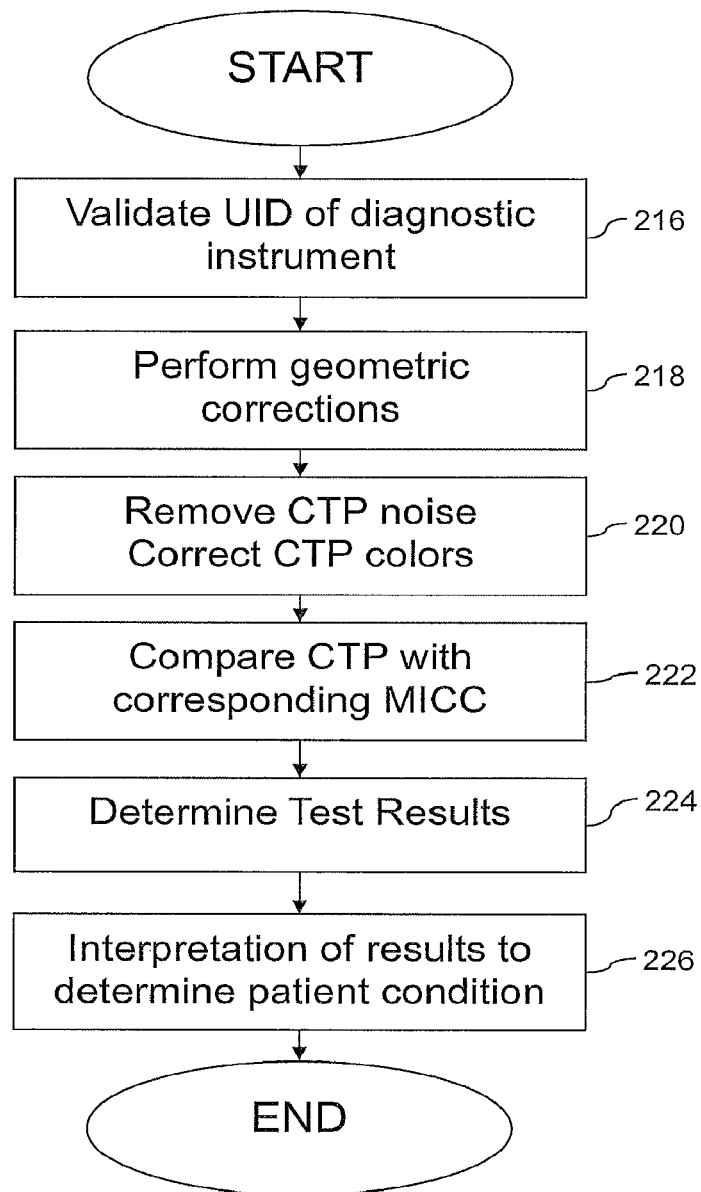 START
Validate UID of diagnostic
instrument
216
Perform geometric
corrections
218
Remove CTP noise
Correct CTP colors
220
Compare CTP with
corresponding MICC
222
Determine Test Results
224
Interpretation of results to
determine patient condition
226
END